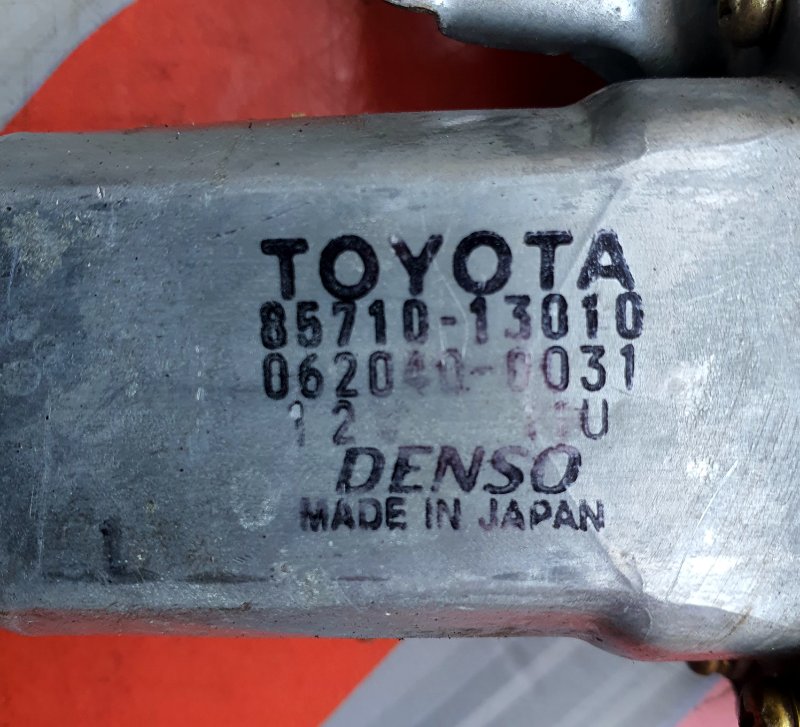 TOYOTA
85710-13010
062040-0031
12 U
DENSO
MADE IN JAPAN
L